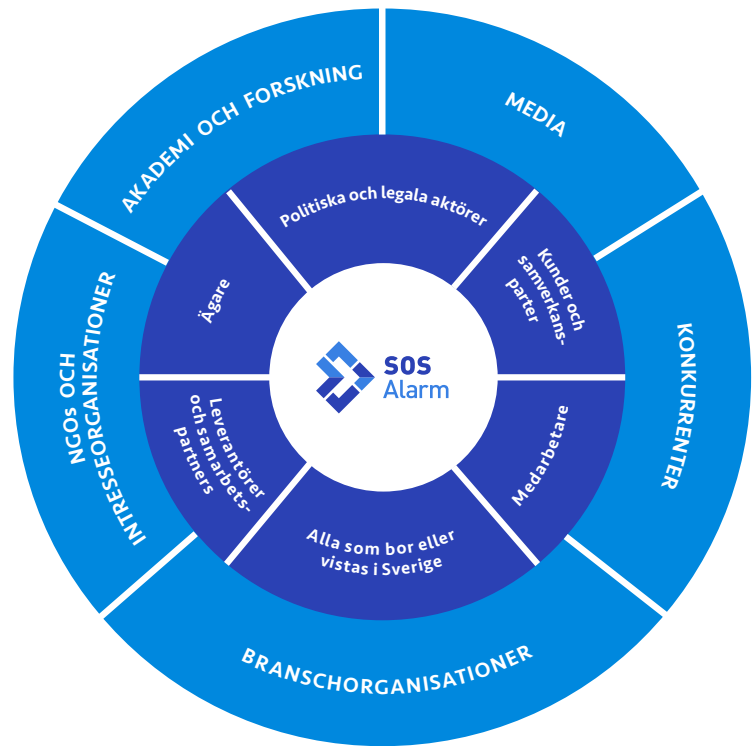 AKADEMI OCH FORSKNING
MEDIA
KONKURRENTER
BRANSCHORGANISATIONER
NGOs OCH
INTRESSEORGANISATIONER
Politiska och legala aktörer
Kunder och
samverkans-
parter
Medarbetare
Alla som bor eller
vistas i Sverige
Leverantörer
och samarbets-
partners
Ägare
SOS
Alarm